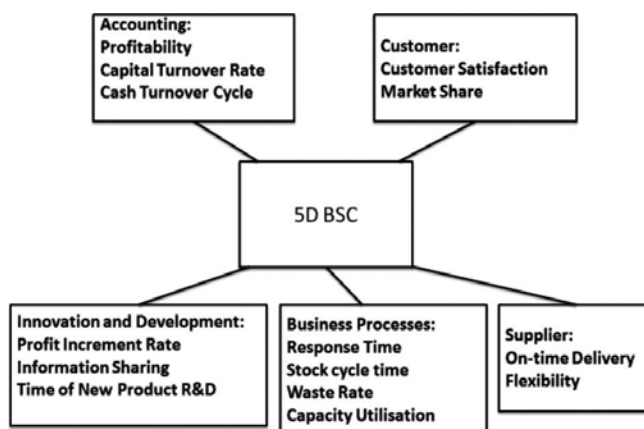 Accounting:
Profitability
Capital Turnover Rate
Cash Turnover Cycle
Customer:
Customer Satisfaction
Market Share
5D BSC
Innovation and Development:
Profit Increment Rate
Information Sharing
Time of New Product R&D
Business Processes:
Response Time
Stock cycle time
Waste Rate
Capacity Utilisation
Supplier:
On-time Delivery
Flexibility